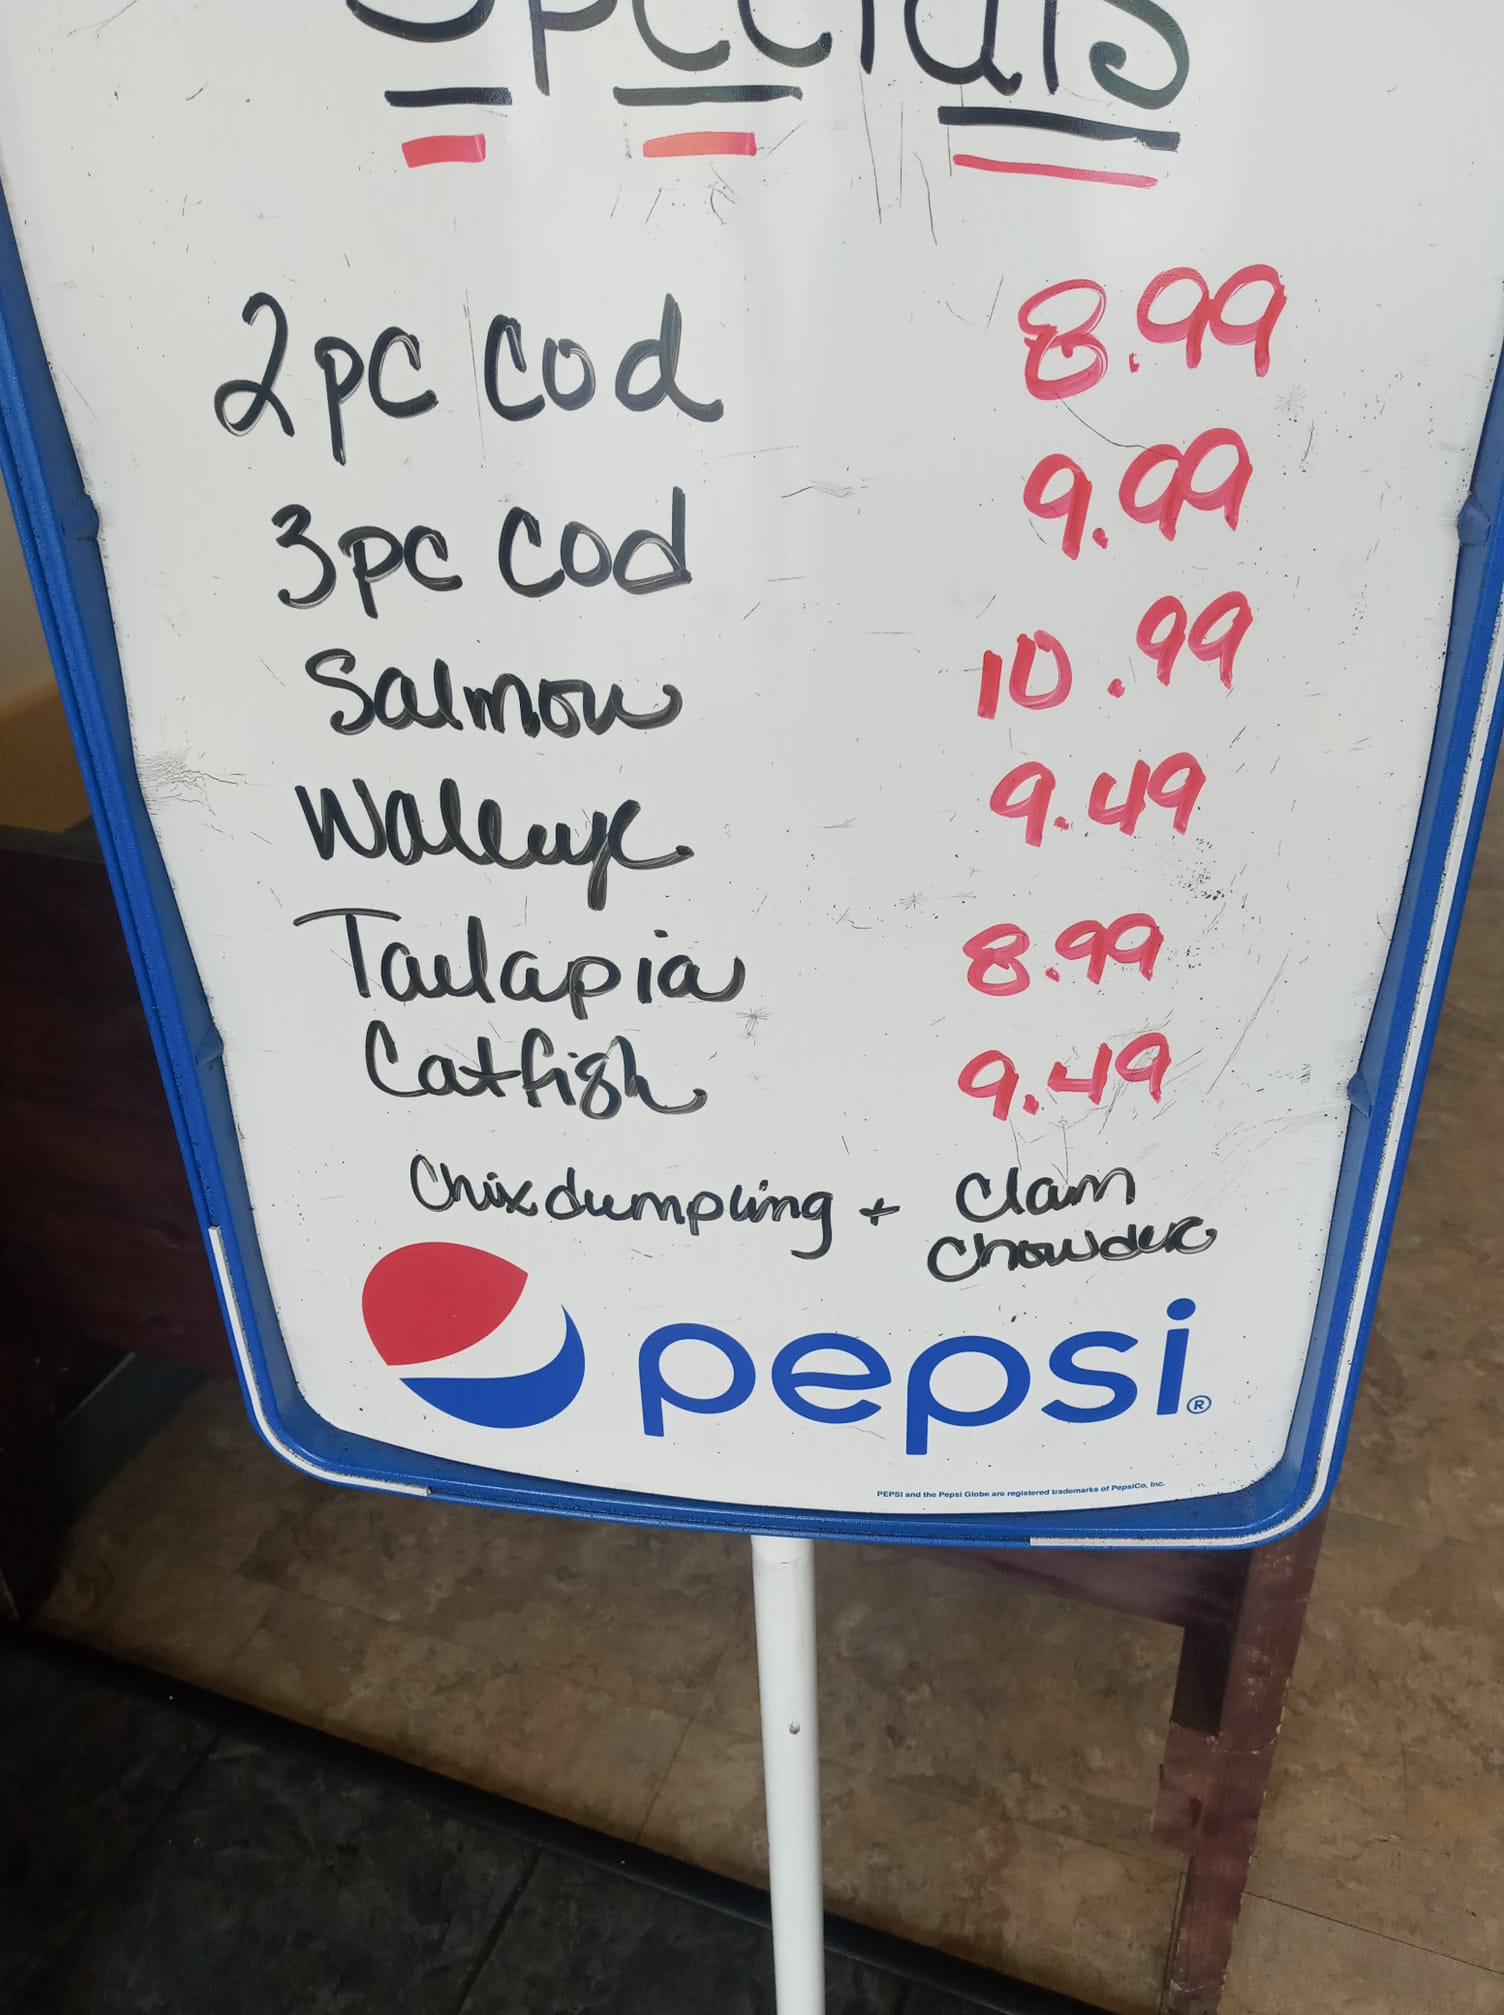 Specials
2pc Cod 8.99
3pc Cod 9.99
Salmon 10.99
Walleye 9.49
Tailapia 8.99
Catfish 9.49
Chix dumpling + Clam
Chowder
pepsi®
PEPSI and the Pepsi Globe are registered trademarks of PepsiCo, Inc.